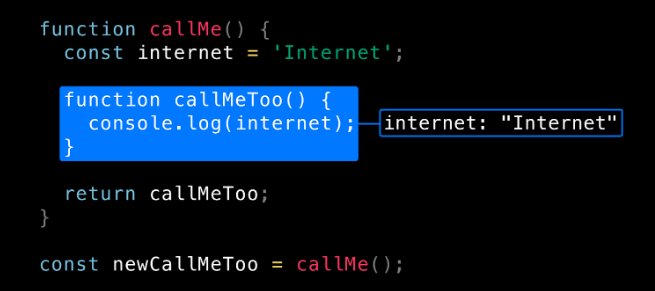 function callMe() {
  const internet = 'Internet';
  function callMeToo() {
    console.log(internet); internet: "Internet"
  }
  return callMeToo;
}
const newCallMeToo = callMe();